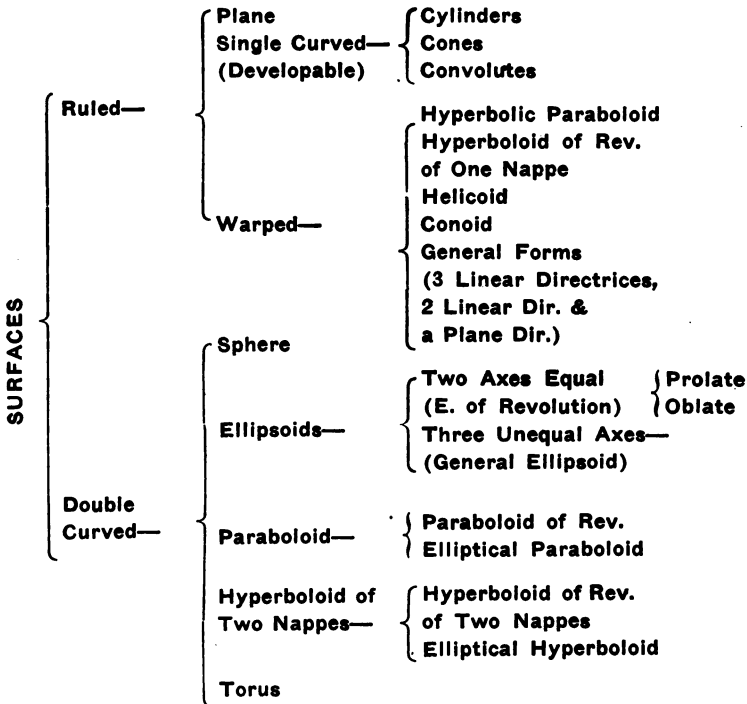 SURFACES
Ruled—
Plane
Single Curved—
(Developable)
Cylinders
Cones
Convolutes
Warped—
Hyperbolic Paraboloid
Hyperboloid of Rev.
of One Nappe
Helicoid
Conoid
General Forms
(3 Linear Directrices,
2 Linear Dir. &
a Plane Dir.)
Double
Curved—
Sphere
Ellipsoids—
Two Axes Equal
(E. of Revolution)
Prolate
Oblate
Three Unequal Axes—
(General Ellipsoid)
Paraboloid—
Paraboloid of Rev.
Elliptical Paraboloid
Hyperboloid of
Two Nappes—
Hyperboloid of Rev.
of Two Nappes
Elliptical Hyperboloid
Torus